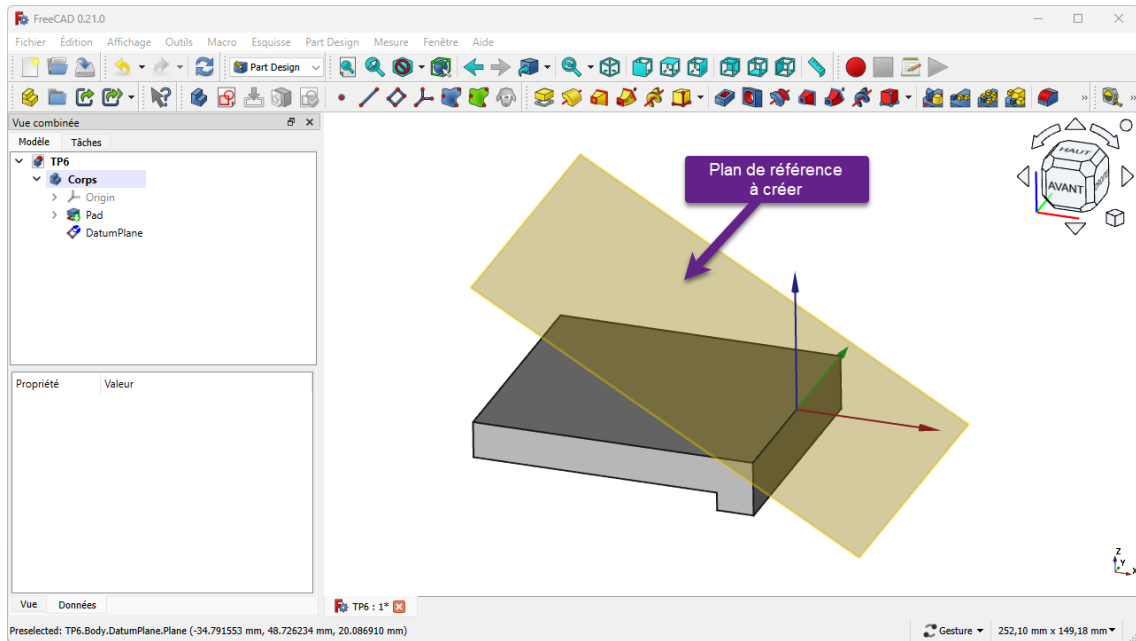 FreeCAD 0.21.0
Fichier Édition Affichage Outils Macro Esquisse Part Design Mesure Fenêtre Aide
Part Design
Vue combinée
Modèle Tâches
TP6
Corps
Origin
Pad
DatumPlane
Plan de référence
à créer
HAUT
AVANT
Propriété Valeur
Z
Y
X
Vue Données
TP6 : 1*
Preselected: TP6.Body.DatumPlane.Plane (-34.791553 mm, 48.726234 mm, 20.086910 mm)
Gesture
252,10 mm x 149,18 mm